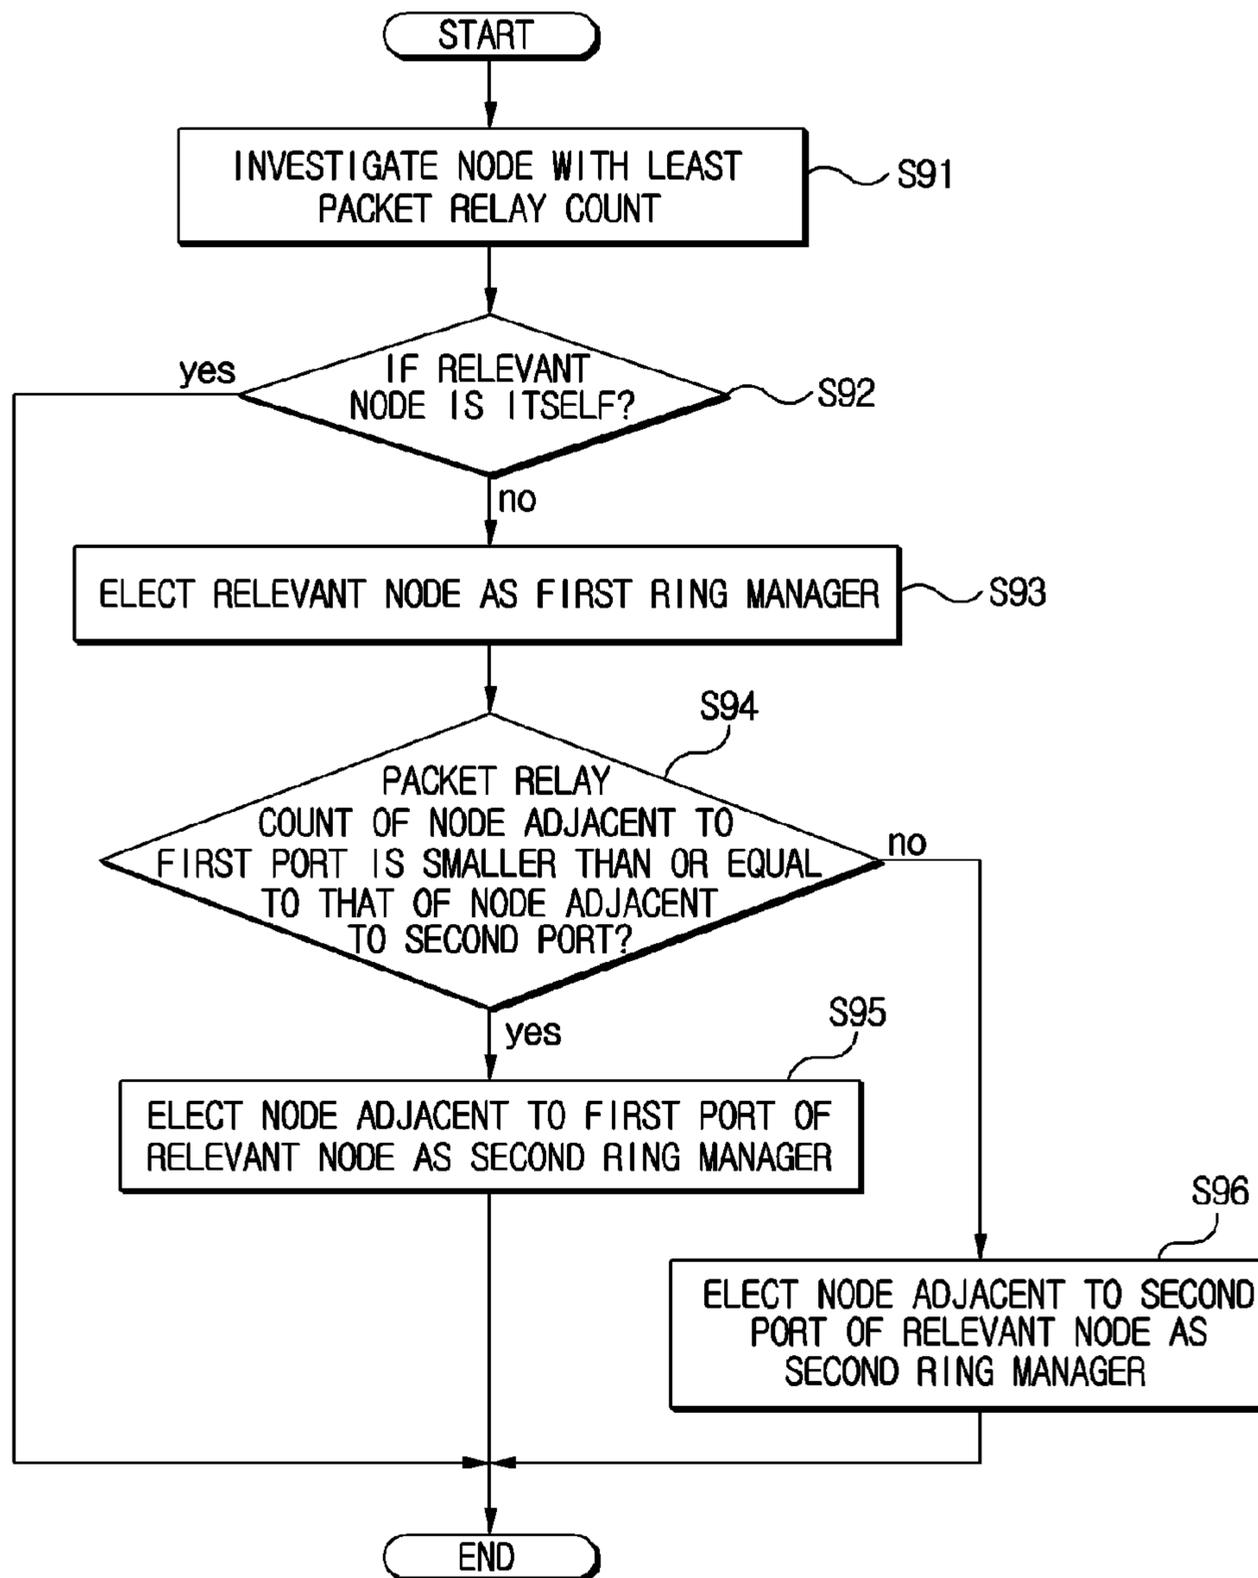 START
INVESTIGATE NODE WITH LEAST
PACKET RELAY COUNT
S91
IF RELEVANT
NODE IS ITSELF?
yes
S92
no
ELECT RELEVANT NODE AS FIRST RING MANAGER
S93
S94
PACKET RELAY
COUNT OF NODE ADJACENT TO
FIRST PORT IS SMALLER THAN OR EQUAL
TO THAT OF NODE ADJACENT
TO SECOND PORT?
no
yes
S95
ELECT NODE ADJACENT TO FIRST PORT OF
RELEVANT NODE AS SECOND RING MANAGER
S96
ELECT NODE ADJACENT TO SECOND
PORT OF RELEVANT NODE AS
SECOND RING MANAGER
END